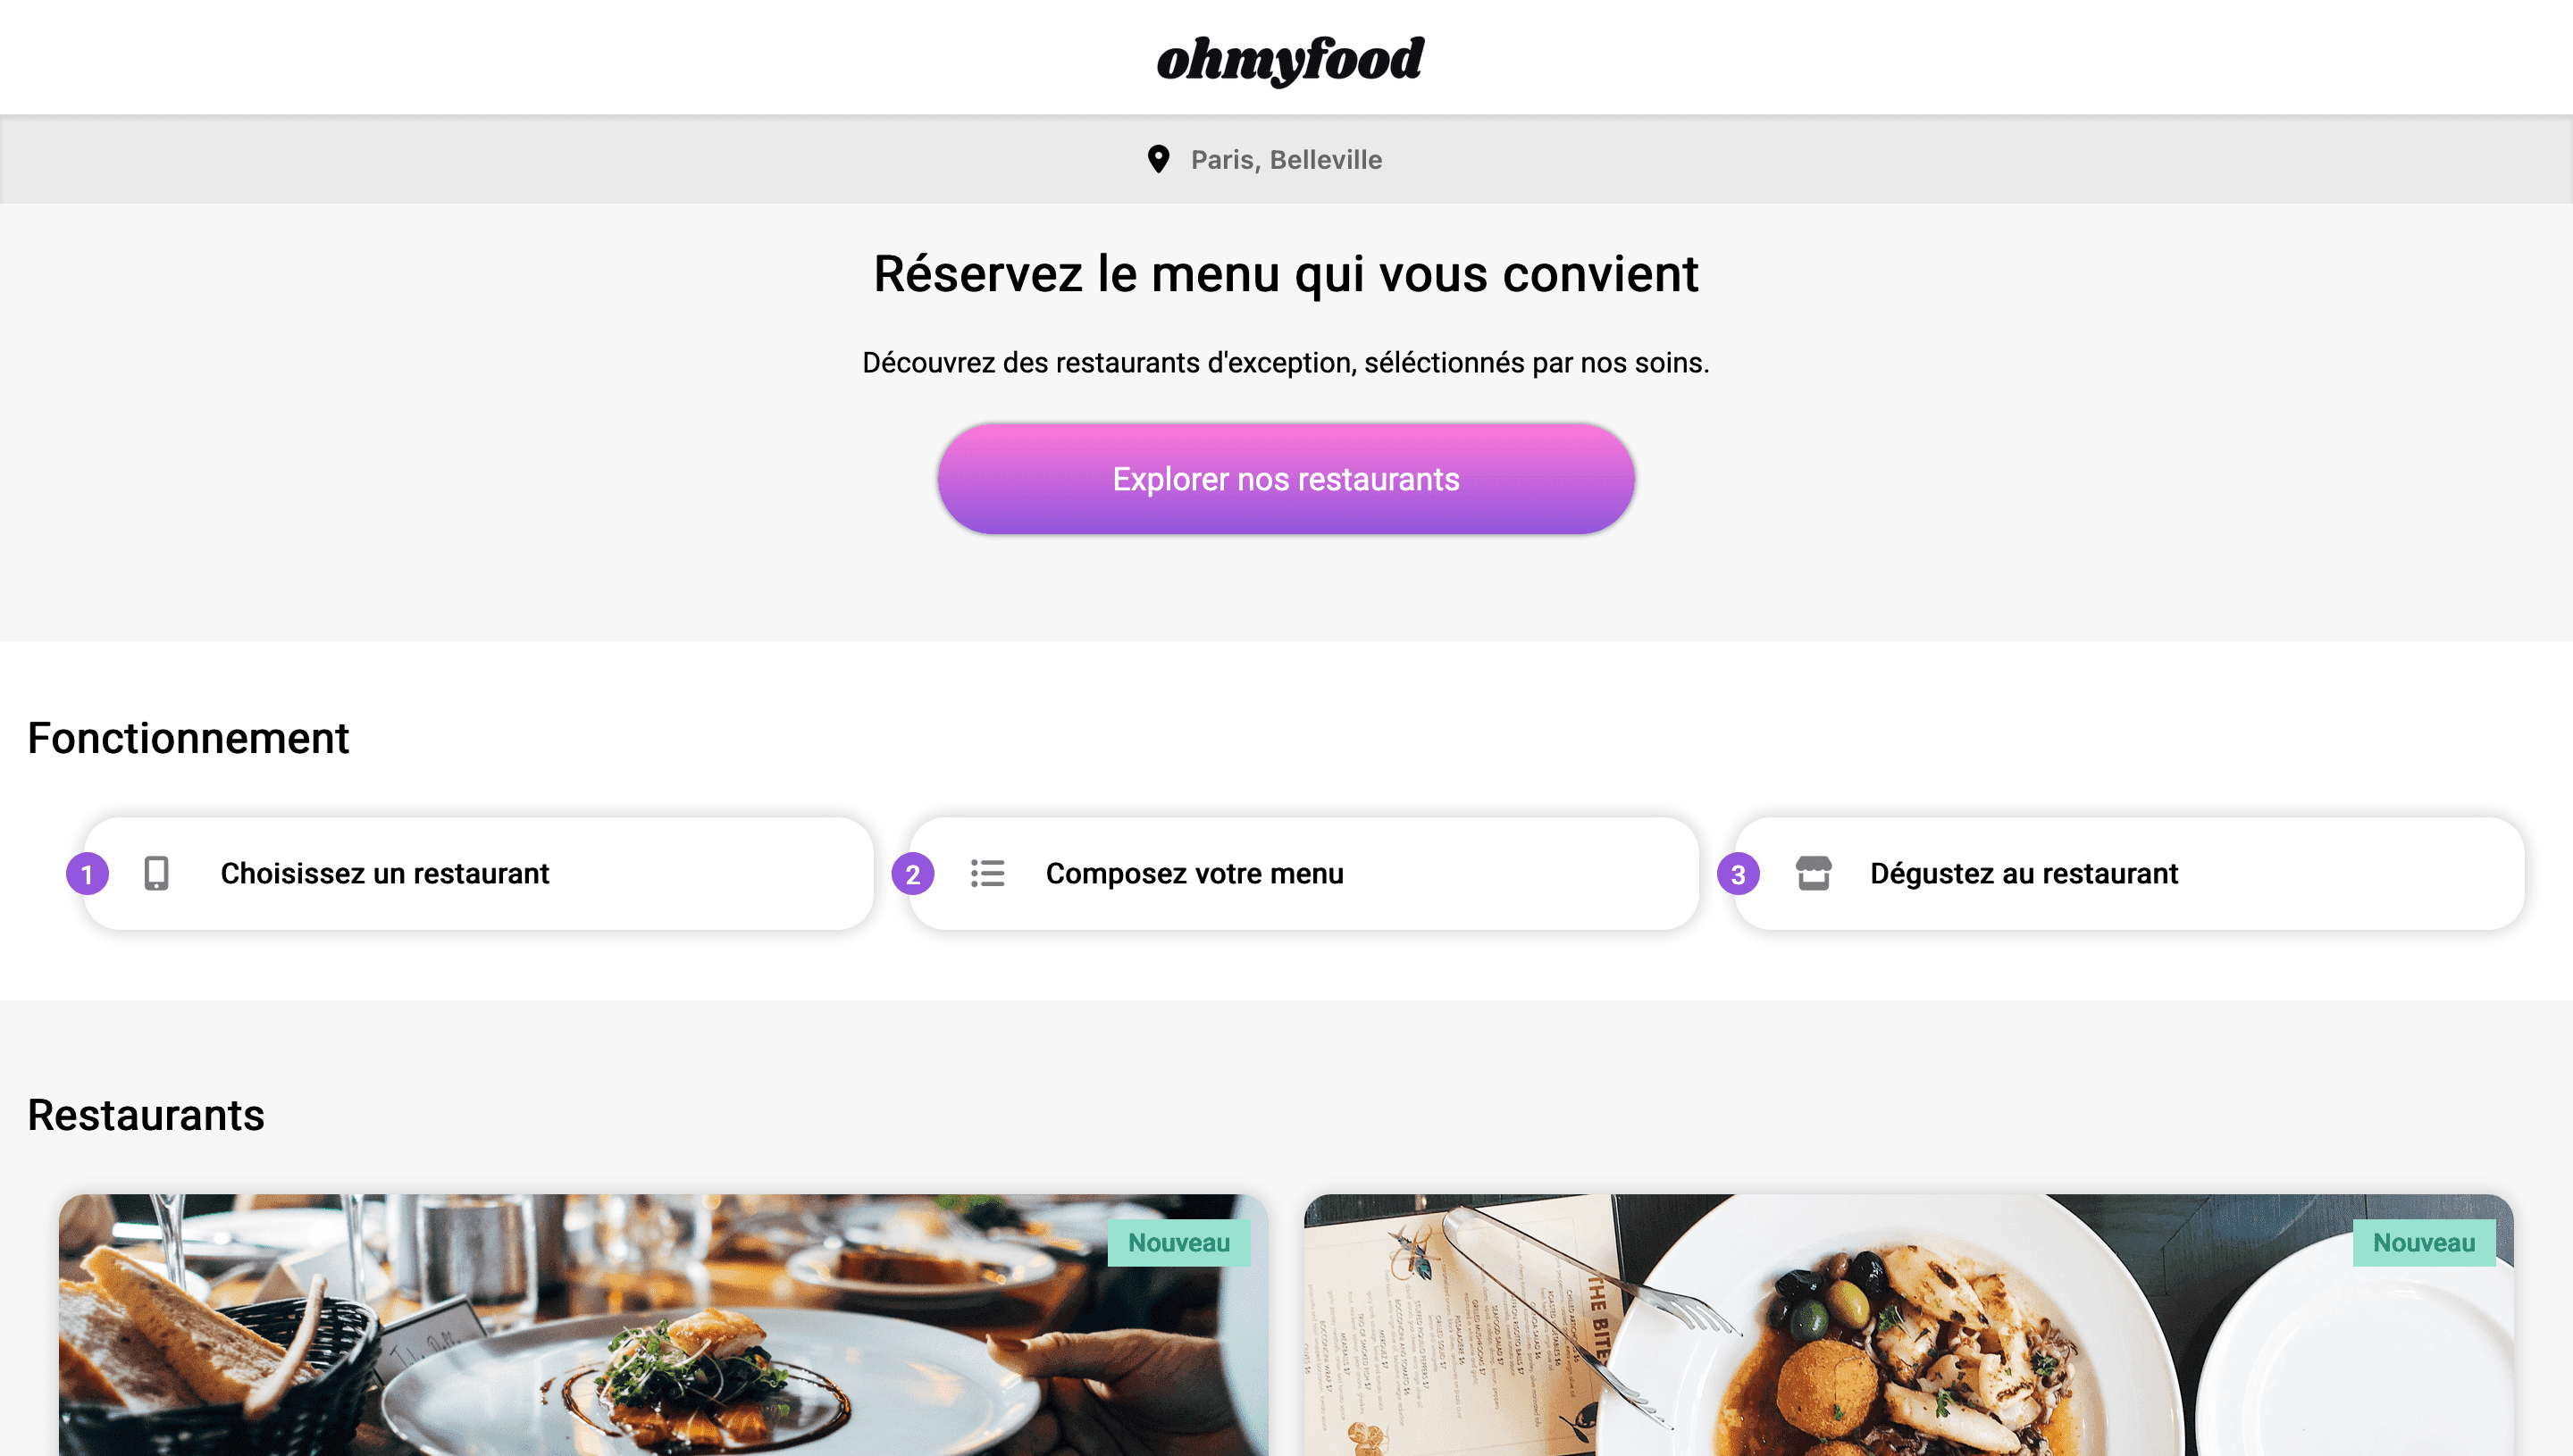 ohmyfood
Paris, Belleville
Réservez le menu qui vous convient
Découvrez des restaurants d'exception, séléctionnés par nos soins.
Explorer nos restaurants
Fonctionnement
1 Choisissez un restaurant
2 Composez votre menu
3 Dégustez au restaurant
Restaurants
Nouveau
Nouveau
THE BITE